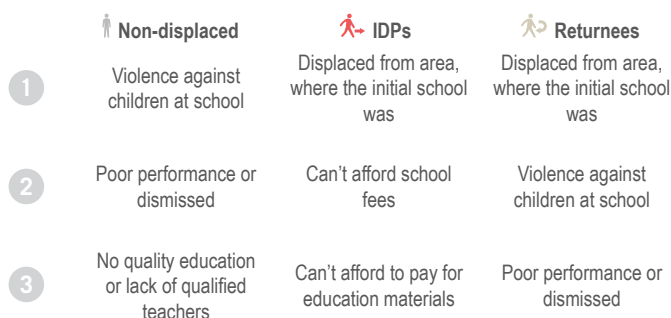 Non-displaced
IDPs
Returnees
1
Violence against
children at school
Displaced from area,
where the initial school
was
Displaced from area,
where the initial school
was
2
Poor performance or
dismissed
Can't afford school
fees
Violence against
children at school
3
No quality education
or lack of qualified
teachers
Can't afford to pay for
education materials
Poor performance or
dismissed